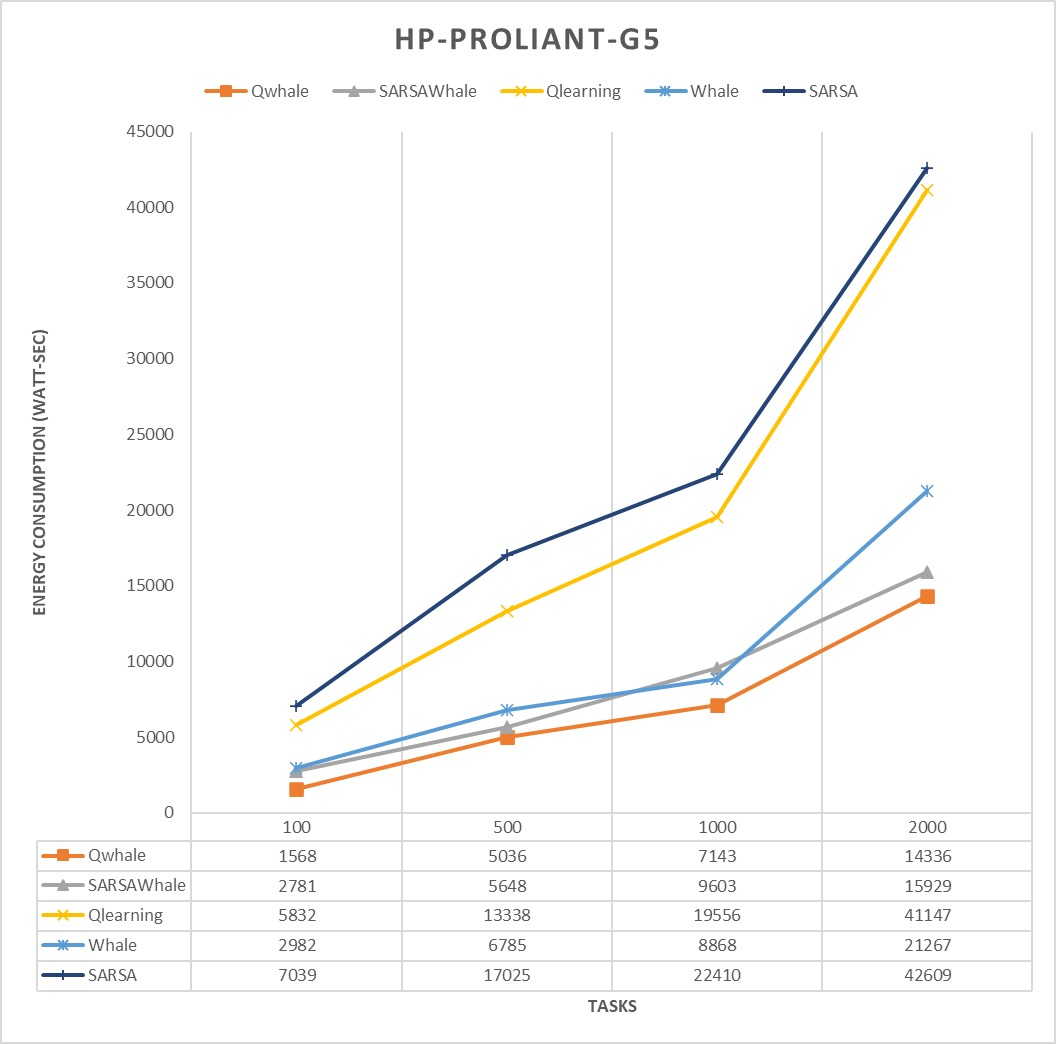 HP-PROLIANT-G5
Qwhale SARSAWhale Qlearning Whale SARSA
45000
40000
35000
30000
25000
20000
15000
10000
5000
0
ENERGY CONSUMPTION (WATT-SEC)
100 500 1000 2000
Qwhale 1568 5036 7143 14336
SARSAWhale 2781 5648 9603 15929
Qlearning 5832 13338 19556 41147
Whale 2982 6785 8868 21267
SARSA 7039 17025 22410 42609
TASKS